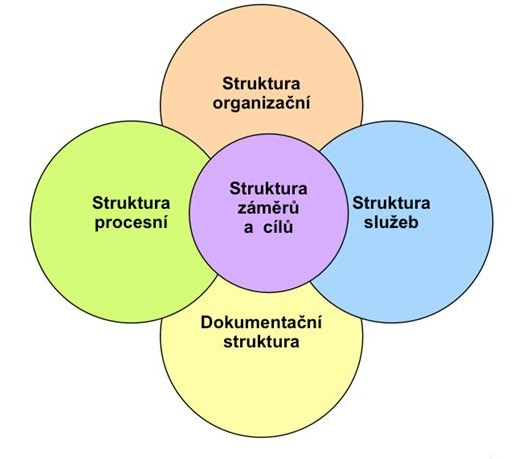 Struktura
organizační
Struktura
procesní
Struktura
záměrů
a cílů
Struktura
služeb
Dokumentační
struktura